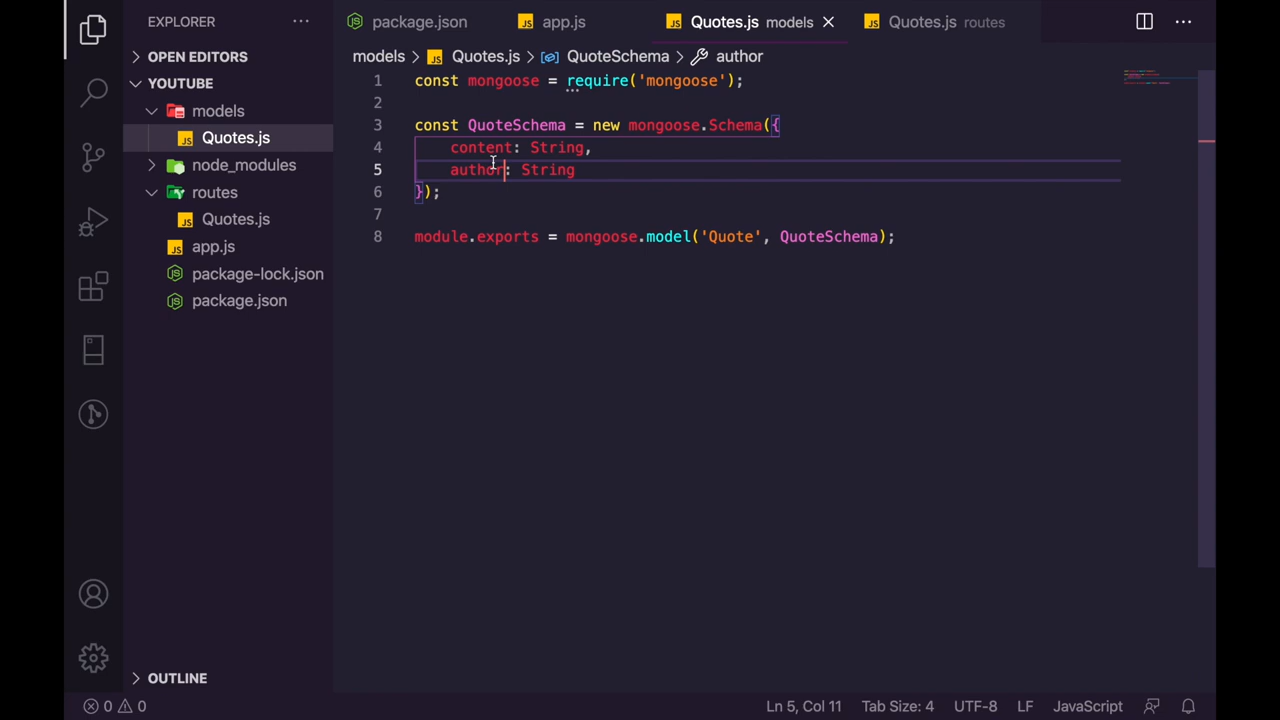 EXPLORER
package.json
app.js
Quotes.js models
Quotes.js routes
OPEN EDITORS
YOUTUBE
models
Quotes.js
node_modules
routes
Quotes.js
app.js
package-lock.json
package.json
OUTLINE
models > Quotes.js > QuoteSchema > author
1 const mongoose = require('mongoose');
2
3 const QuoteSchema = new mongoose.Schema({
4 content: String,
5 author: String
6 });
7
8 module.exports = mongoose.model('Quote', QuoteSchema);
0 0
Ln 5, Col 11 Tab Size: 4 UTF-8 LF JavaScript